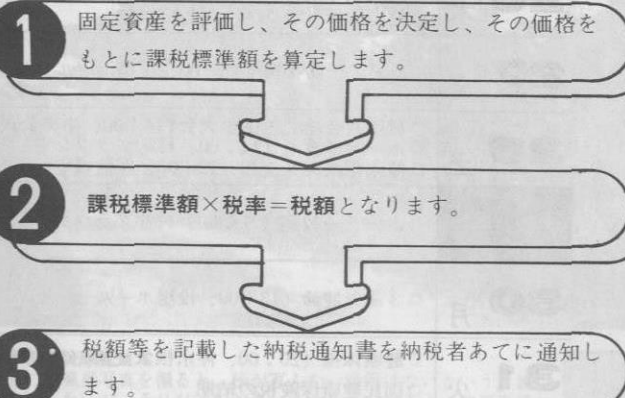 1
固定資産を評価し、その価格を決定し、その価格を
もとに課税標準額を算定します。
2
課税標準額×税率=税額となります。
3
税額等を記載した納税通知書を納税者あてに通知し
ます。